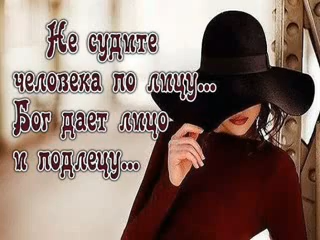 Не судите
человека по лицу...
Бог дает лицо
и подлецу...